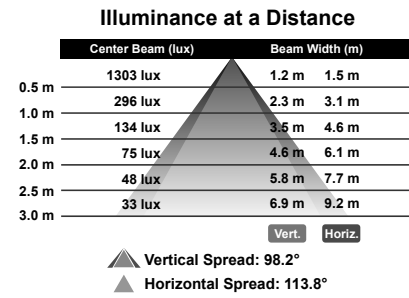 Illuminance at a Distance
Center Beam (lux) Beam Width (m)
1303 lux 1.2 m 1.5 m
0.5 m
296 lux 2.3 m 3.1 m
1.0 m
134 lux 3.5 m 4.6 m
1.5 m
75 lux 4.6 m 6.1 m
2.0 m
48 lux 5.8 m 7.7 m
2.5 m
33 lux 6.9 m 9.2 m
3.0 m
Vert. Horiz.
Vertical Spread: 98.2°
Horizontal Spread: 113.8°